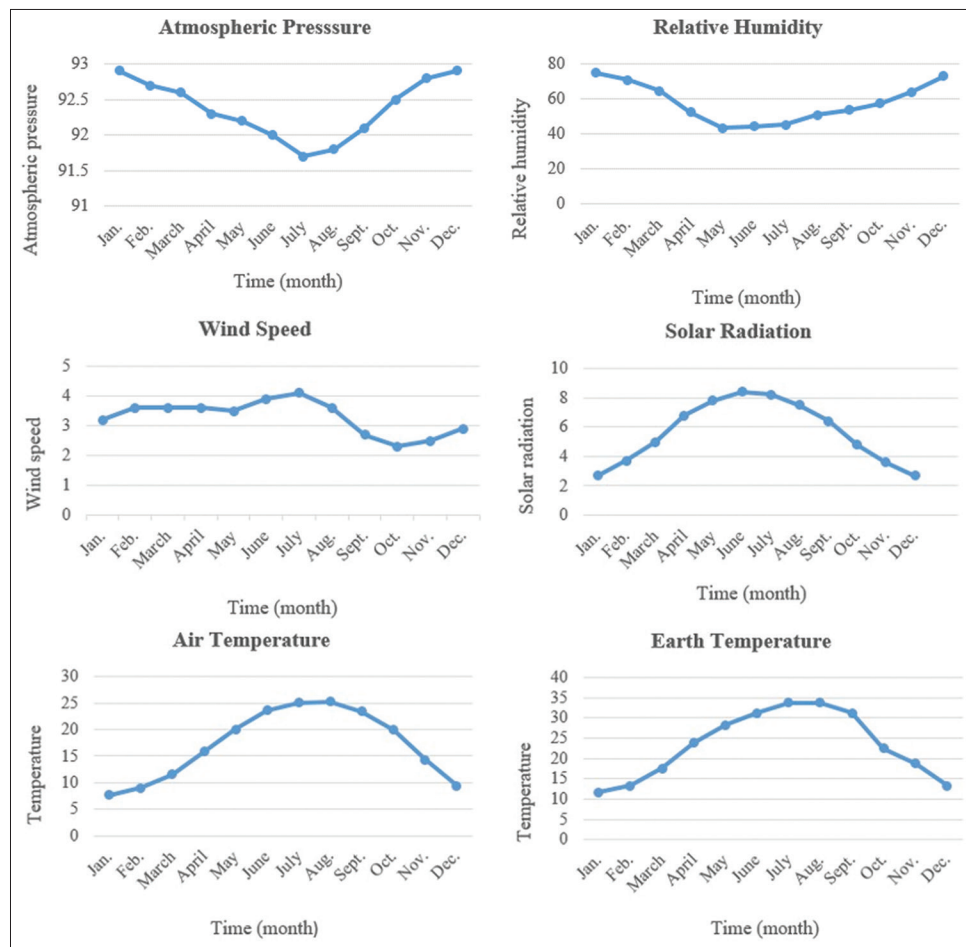 Atmospheric Presssure
Atmospheric pressure
93
92.5
92
91.5
91
Jan.
Feb.
March
April
May
June
July
Aug.
Sept.
Oct.
Nov.
Dec.
Time (month)
Relative Humidity
Relative humidity
80
60
40
20
0
Jan.
Feb.
March
April
May
June
July
Aug.
Sept.
Oct.
Nov.
Dec.
Time (month)
Wind Speed
Wind speed
5
4
3
2
1
0
Jan.
Feb.
March
April
May
June
July
Aug.
Sept.
Oct.
Nov.
Dec.
Time (month)
Solar Radiation
Solar radiation
10
8
6
4
2
0
Jan.
Feb.
March
April
May
June
July
Aug.
Sept.
Oct.
Nov.
Dec.
Time (month)
Air Temperature
Temperature
30
25
20
15
10
5
0
Jan.
Feb.
March
April
May
June
July
Aug.
Sept.
Oct.
Nov.
Dec.
Time (month)
Earth Temperature
Temperature
40
35
30
25
20
15
10
5
0
Jan.
Feb.
March
April
May
June
July
Aug.
Sept.
Oct.
Nov.
Dec.
Time (month)